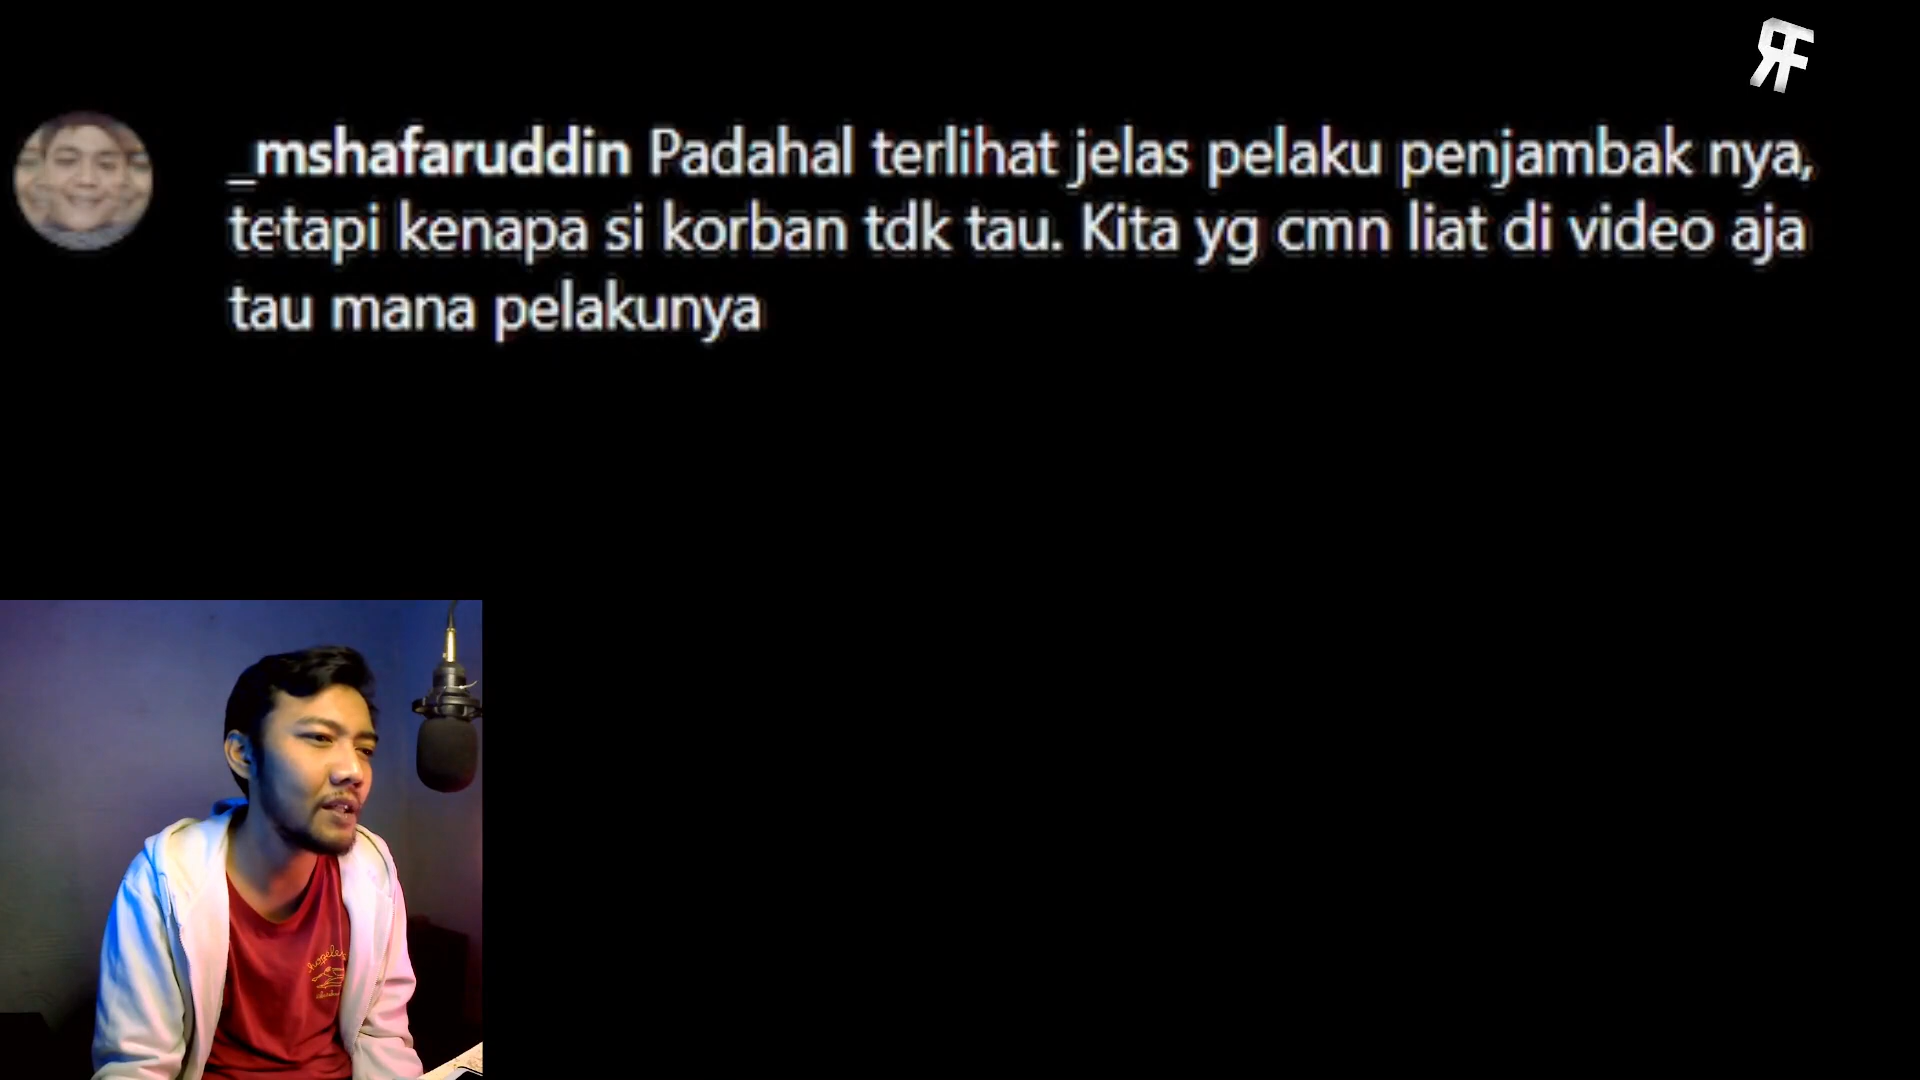 RF
_mshafaruddin Padahal terlihat jelas pelaku penjambak nya,
tetapi kenapa si korban tdk tau. Kita yg cmn liat di video aja
tau mana pelakunya